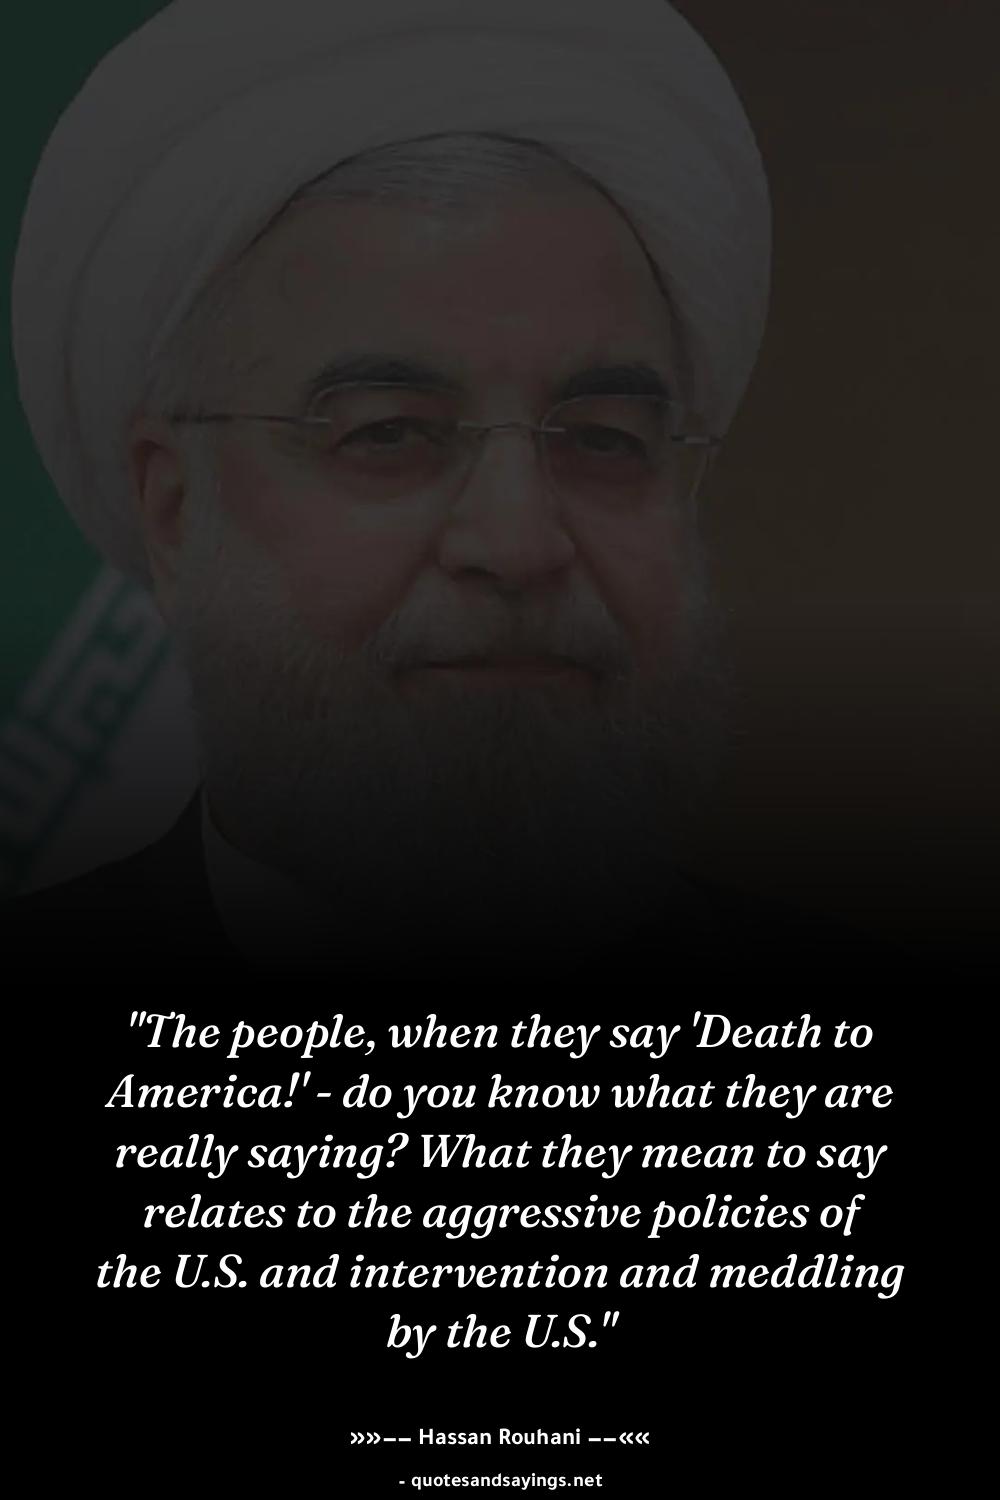 "The people, when they say 'Death to
America!' - do you know what they are
really saying? What they mean to say
relates to the aggressive policies of
the U.S. and intervention and meddling
by the U.S."
»»−− Hassan Rouhani −−««
- quotesandsayings.net